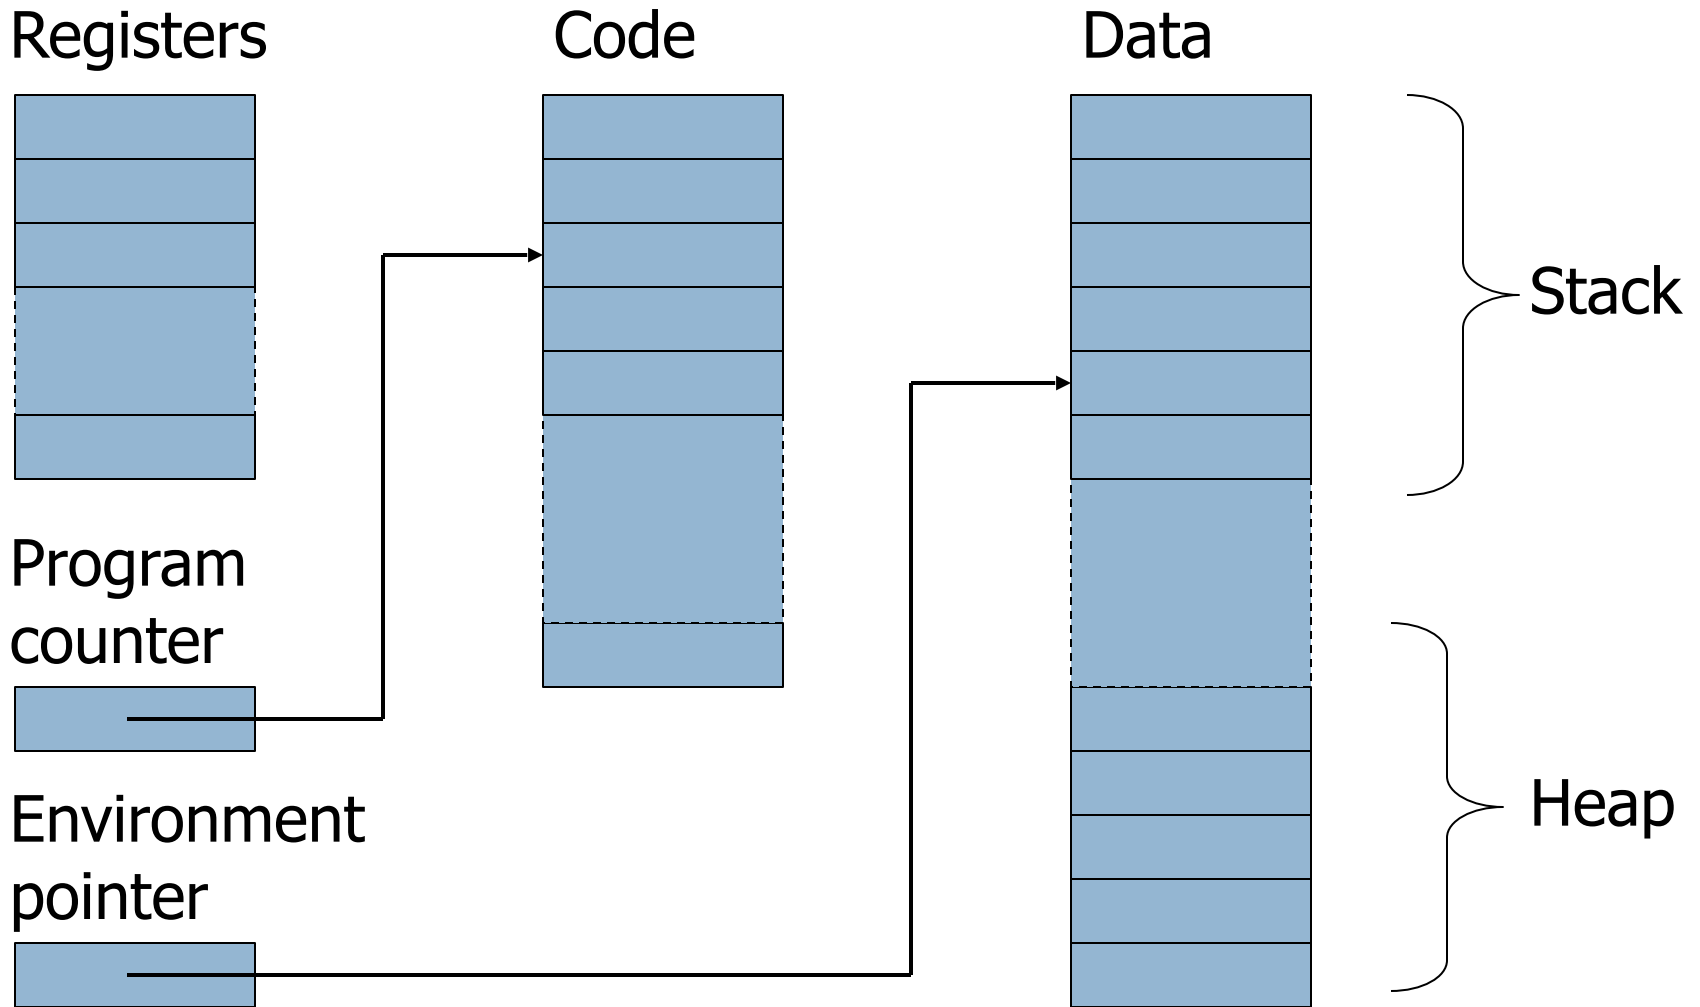 Registers
Code
Data
Stack
Program
counter
Environment
pointer
Heap